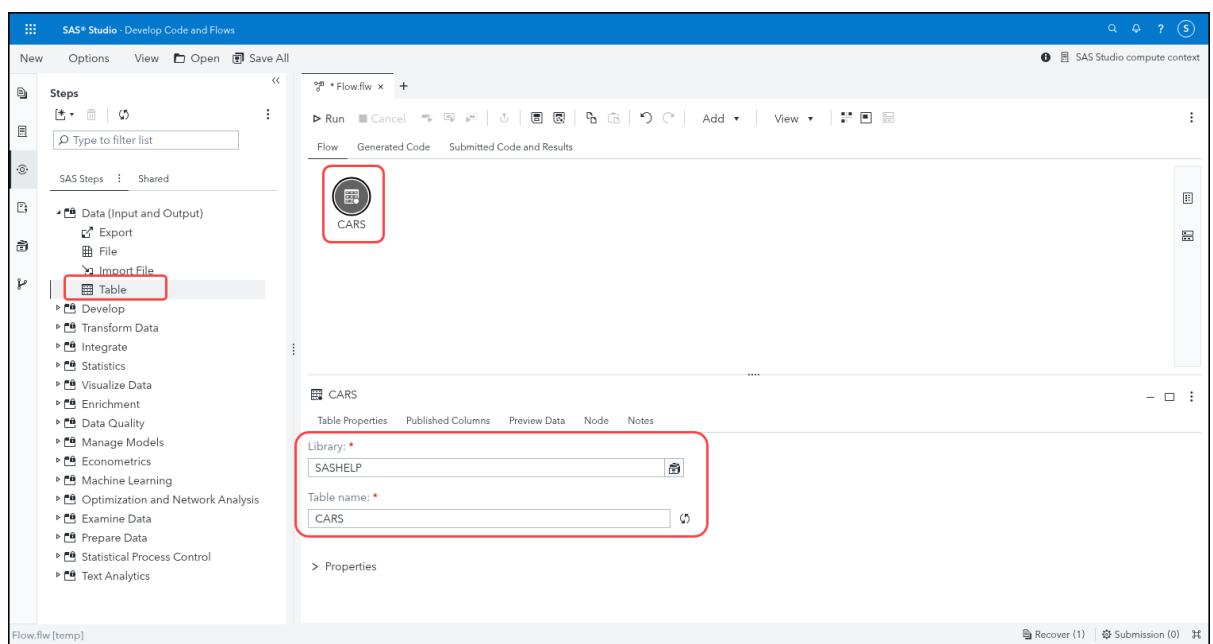 SAS® Studio - Develop Code and Flows
? S
New Options View Open Save All
SAS Studio compute context
Steps
Type to filter list
SAS Steps Shared
Data (Input and Output)
Export
File
Import File
Table
Develop
Transform Data
Integrate
Statistics
Visualize Data
Enrichment
Data Quality
Manage Models
Econometrics
Machine Learning
Optimization and Network Analysis
Examine Data
Prepare Data
Statistical Process Control
Text Analytics
* Flow.flw × +
Run Cancel Add View
Flow Generated Code Submitted Code and Results
CARS
CARS
Table Properties Published Columns Preview Data Node Notes
Library: *
SASHELP
Table name: *
CARS
> Properties
Flow.flw [temp]
Recover (1) Submission (0)